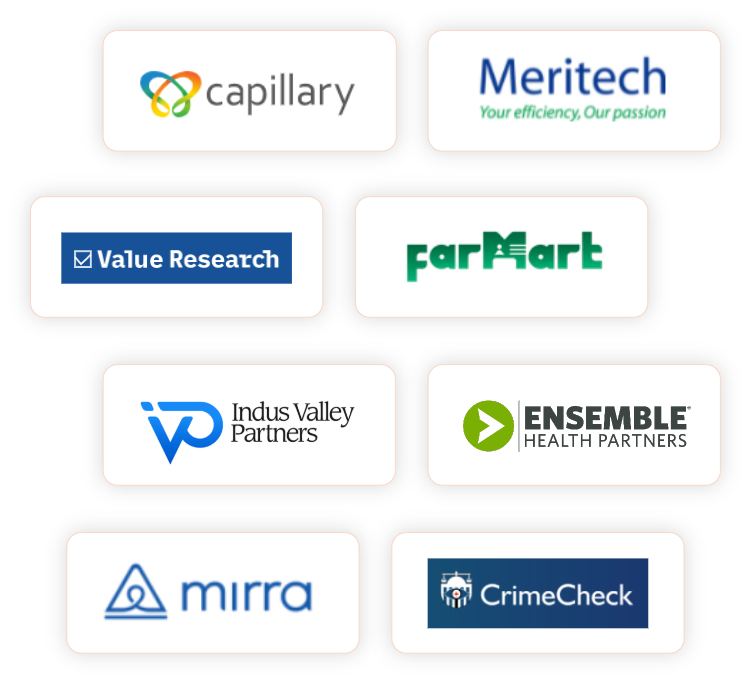 capillary
Meritech
Your efficiency, Our passion
Value Research
farMart
Indus Valley
Partners
ENSEMBLE®
HEALTH PARTNERS
mirra
CrimeCheck